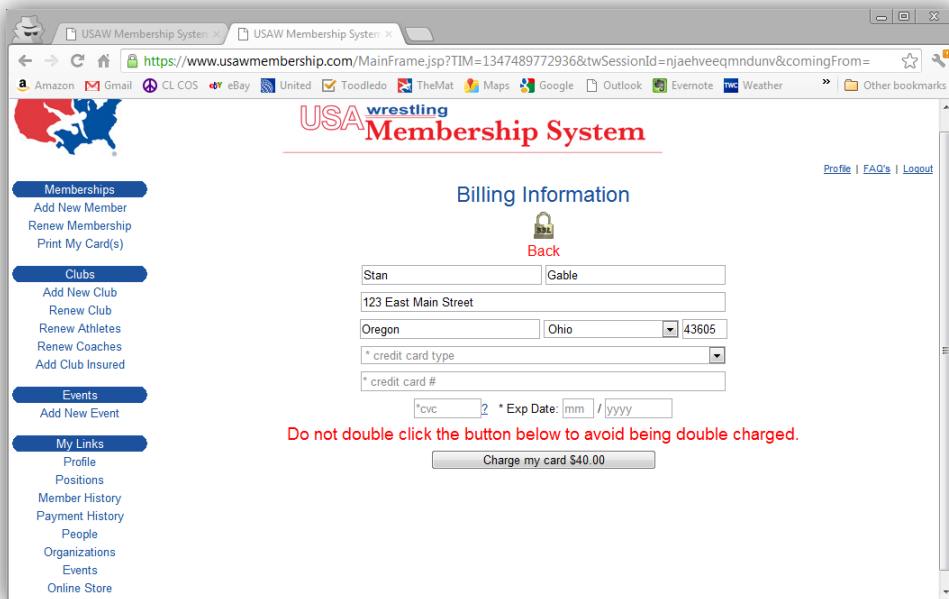 USAW Membership System
USAW Membership System
https://www.usawmembership.com/MainFrame.jsp?TIM=1347489772936&twSessionId=njaehveeqmndunv&comingFrom=
Amazon Gmail CL COS eBay United Toodledo TheMat Maps Google Outlook Evernote TWC Weather » Other bookmarks
USA wrestling
Membership System
Profile | FAQ's | Logout
Memberships
Add New Member
Renew Membership
Print My Card(s)
Clubs
Add New Club
Renew Club
Renew Athletes
Renew Coaches
Add Club Insured
Events
Add New Event
My Links
Profile
Positions
Member History
Payment History
People
Organizations
Events
Online Store
Billing Information
SSL
Back
Stan Gable
123 East Main Street
Oregon Ohio 43605
* credit card type
* credit card #
*cvc ? * Exp Date: mm / yyyy
Do not double click the button below to avoid being double charged.
Charge my card $40.00